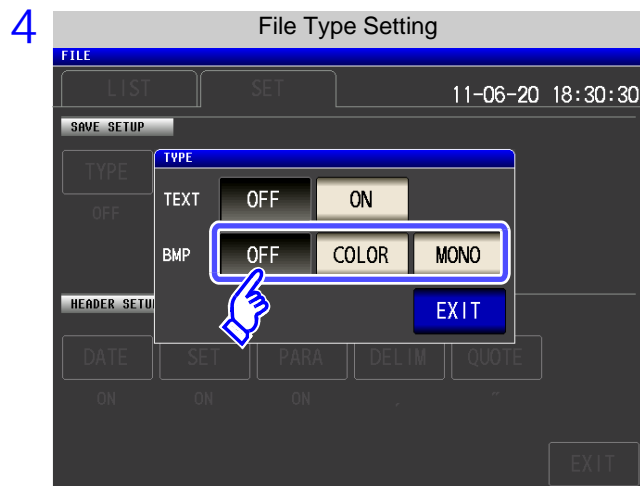 4
File Type Setting
FILE
LIST SET 11-06-20 18:30:30
SAVE SETUP
TYPE
OFF
TYPE
TEXT OFF ON
BMP OFF COLOR MONO
EXIT
HEADER SETU
DATE SET PARA DELIM QUOTE
ON ON ON , ”
EXIT